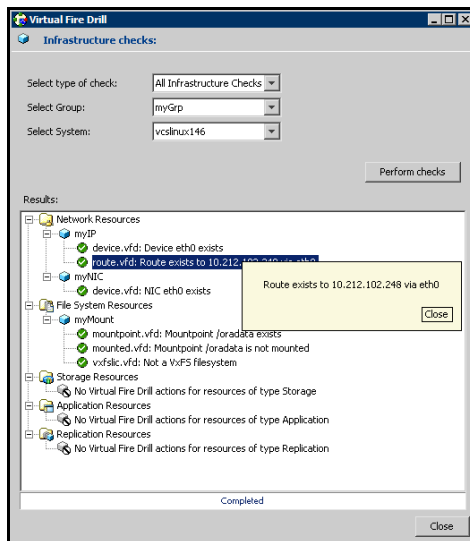 Virtual Fire Drill
Infrastructure checks:
Select type of check: All Infrastructure Checks
Select Group: myGrp
Select System: vcslinux146
Perform checks
Results:
Network Resources
myIP
device.vfd: Device eth0 exists
route.vfd: Route exists to 10.212.102.248 via eth0
Route exists to 10.212.102.248 via eth0
Close
myNIC
device.vfd: NIC eth0 exists
File System Resources
myMount
mountpoint.vfd: Mountpoint /oradata exists
mounted.vfd: Mountpoint /oradata is not mounted
vxfslic.vfd: Not a VxFS filesystem
Storage Resources
No Virtual Fire Drill actions for resources of type Storage
Application Resources
No Virtual Fire Drill actions for resources of type Application
Replication Resources
No Virtual Fire Drill actions for resources of type Replication
Completed
Close